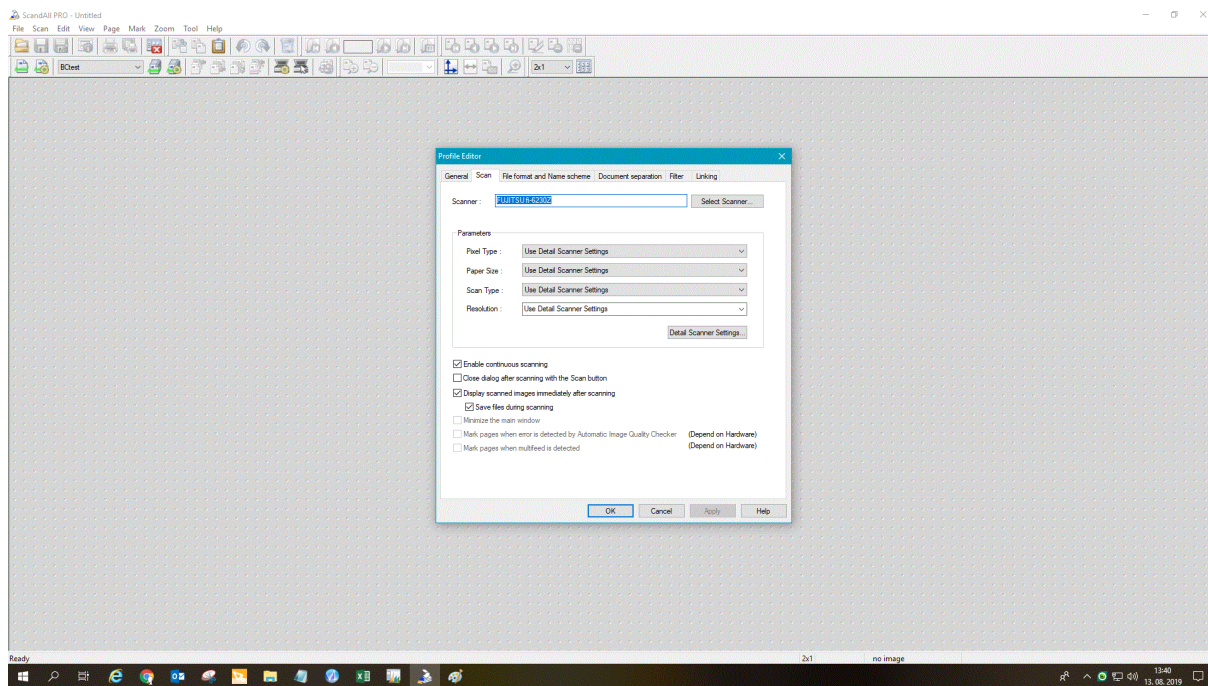 ScandAll PRO - Untitled
File Scan Edit View Page Mark Zoom Tool Help
BCtest
2x1
Profile Editor
General Scan File format and Name scheme Document separation Filter Linking
Scanner : FUJITSU fi-6230Z Select Scanner...
Parameters
Pixel Type : Use Detail Scanner Settings
Paper Size : Use Detail Scanner Settings
Scan Type : Use Detail Scanner Settings
Resolution : Use Detail Scanner Settings
Detail Scanner Settings...
Enable continuous scanning
Close dialog after scanning with the Scan button
Display scanned images immediately after scanning
Save files during scanning
Minimize the main window
Mark pages when error is detected by Automatic Image Quality Checker (Depend on Hardware)
Mark pages when multifeed is detected (Depend on Hardware)
OK Cancel Apply Help
Ready 2x1 no image
13:40
13. 08. 2019